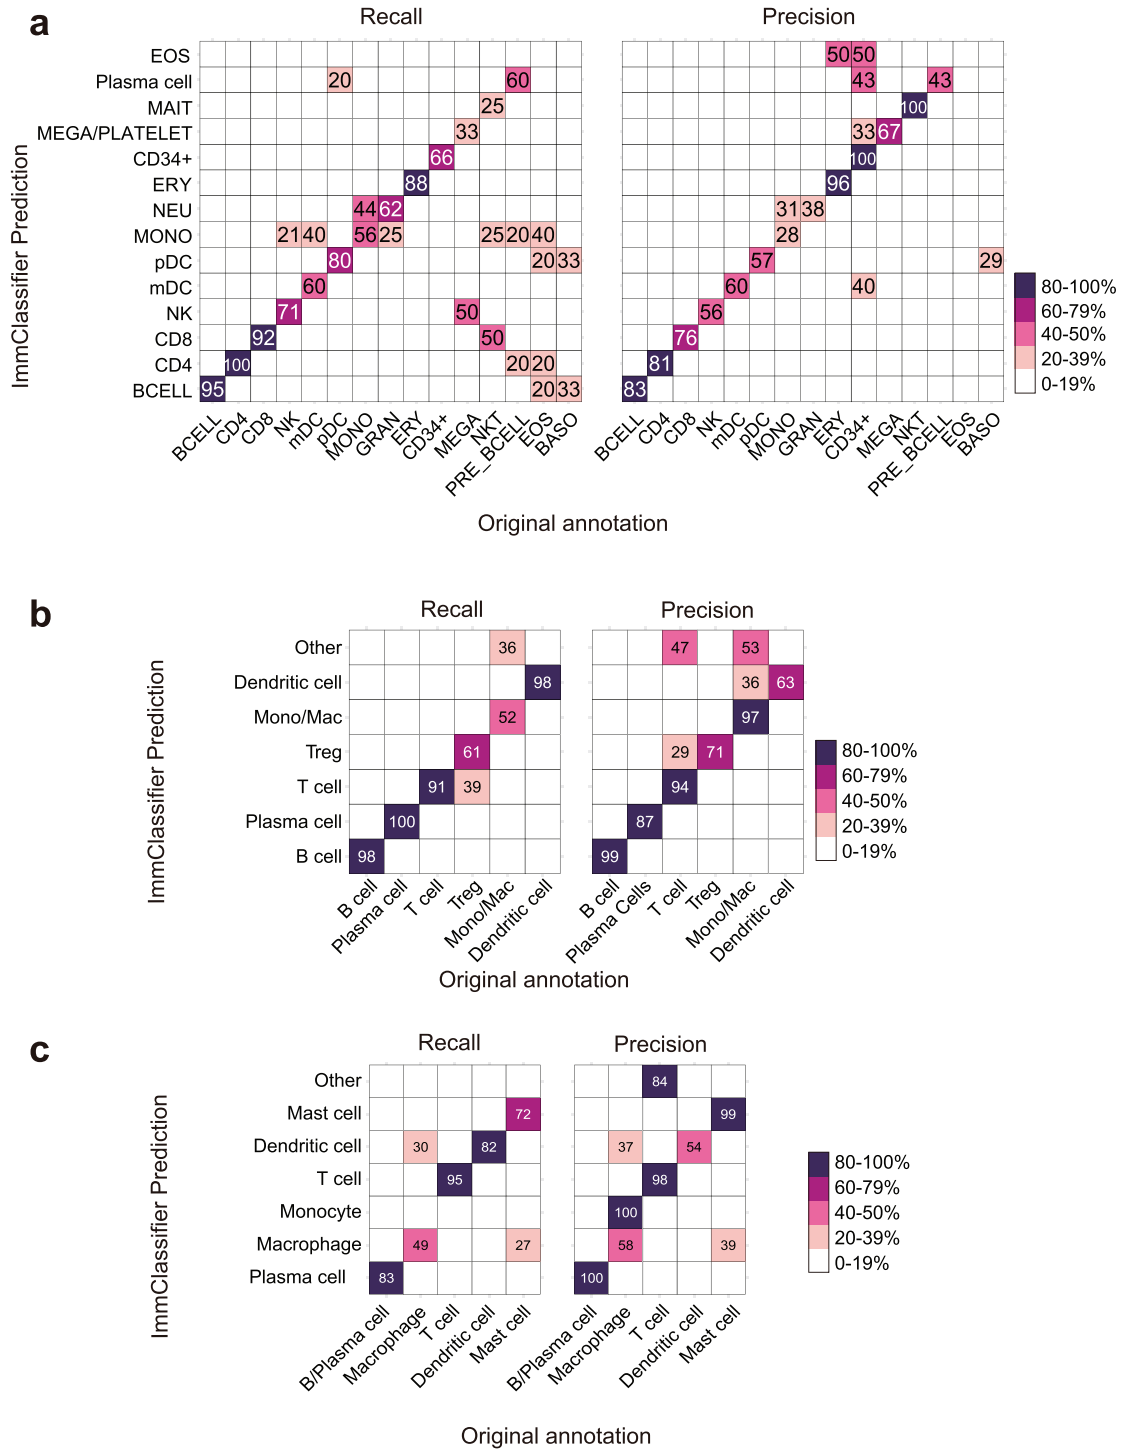 a
Recall
Precision
ImmClassifier Prediction
EOS 50 50
Plasma cell 20 60 43 43
MAIT 25 100
MEGA/PLATELET 33 33 67
CD34+ 66 100
ERY 88 96
NEU 44 62 31 38
MONO 21 40 56 25 25 20 40 28
pDC 80 20 33 57 29
mDC 60 60 40
NK 71 50 56
CD8 92 50 76
CD4 100 20 20 81
BCELL 95 20 33 83
80-100%
60-79%
40-50%
20-39%
0-19%
BCELL CD4 CD8 NK mDC pDC MONO GRAN ERY CD34+ MEGA NKT PRE_BCELL EOS BASO
BCELL CD4 CD8 NK mDC pDC MONO GRAN ERY CD34+ MEGA NKT PRE_BCELL EOS BASO
Original annotation
b
Recall
Precision
ImmClassifier Prediction
Other 36 47 53
Dendritic cell 98 36 63
Mono/Mac 52 97
Treg 61 29 71
T cell 91 39 94
Plasma cell 100 87
B cell 98 99
80-100%
60-79%
40-50%
20-39%
0-19%
B cell Plasma cell T cell Treg Mono/Mac Dendritic cell
B cell Plasma Cells T cell Treg Mono/Mac Dendritic cell
Original annotation
c
Recall
Precision
ImmClassifier Prediction
Other 84
Mast cell 72 99
Dendritic cell 30 82 37 54
T cell 95 98
Monocyte 100
Macrophage 49 27 58 39
Plasma cell 83 100
80-100%
60-79%
40-50%
20-39%
0-19%
B/Plasma cell Macrophage T cell Dendritic cell Mast cell
B/Plasma cell Macrophage T cell Dendritic cell Mast cell
Original annotation